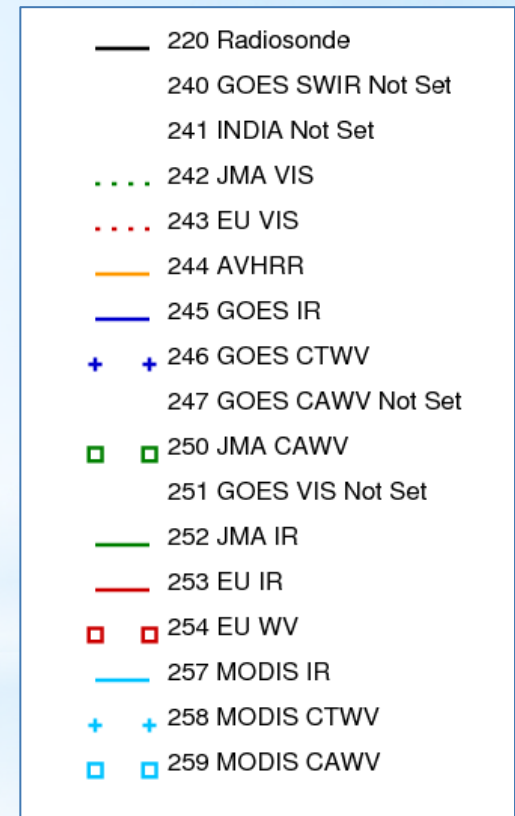 220 Radiosonde
240 GOES SWIR Not Set
241 INDIA Not Set
242 JMA VIS
243 EU VIS
244 AVHRR
245 GOES IR
246 GOES CTWV
247 GOES CAWV Not Set
250 JMA CAWV
251 GOES VIS Not Set
252 JMA IR
253 EU IR
254 EU WV
257 MODIS IR
258 MODIS CTWV
259 MODIS CAWV